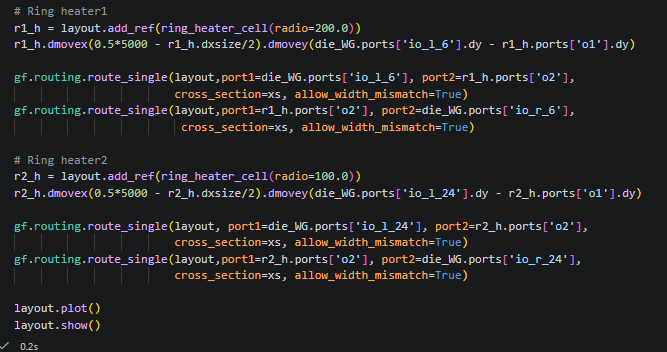 # Ring heater1
r1_h = layout.add_ref(ring_heater_cell(radio=200.0))
r1_h.dmovex(0.5*5000 - r1_h.dxsize/2).dmovey(die_WG.ports['io_l_6'].dy - r1_h.ports['o1'].dy)
gf.routing.route_single(layout,port1=die_WG.ports['io_l_6'], port2=r1_h.ports['o2'],
cross_section=xs, allow_width_mismatch=True)
gf.routing.route_single(layout,port1=r1_h.ports['o2'], port2=die_WG.ports['io_r_6'],
cross_section=xs, allow_width_mismatch=True)
# Ring heater2
r2_h = layout.add_ref(ring_heater_cell(radio=100.0))
r2_h.dmovex(0.5*5000 - r2_h.dxsize/2).dmovey(die_WG.ports['io_l_24'].dy - r2_h.ports['o1'].dy)
gf.routing.route_single(layout, port1=die_WG.ports['io_l_24'], port2=r2_h.ports['o2'],
cross_section=xs, allow_width_mismatch=True)
gf.routing.route_single(layout,port1=r2_h.ports['o2'], port2=die_WG.ports['io_r_24'],
cross_section=xs, allow_width_mismatch=True)
layout.plot()
layout.show()
0.2s